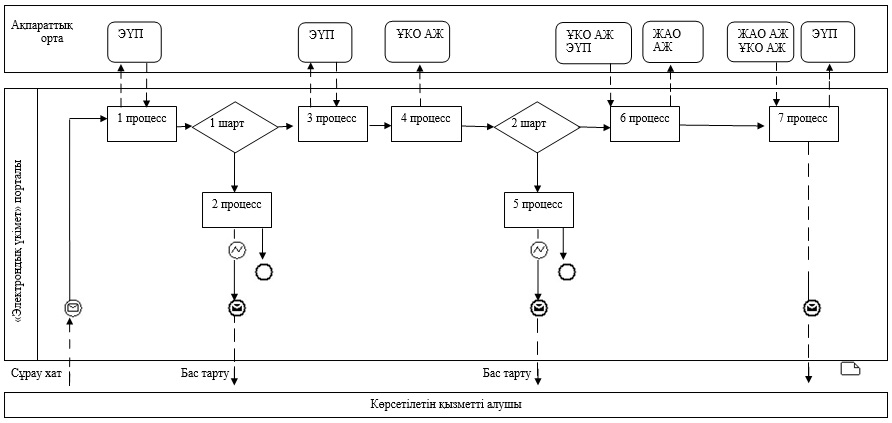 Ақпараттық
орта
ЭҮП
ЭҮП
ҰКО АЖ
ҰКО АЖ
ЭҮП
ЖАО
АЖ
ЖАО АЖ
ҰКО АЖ
ЭҮП
«Электрондық үкімет» порталы
1 процесс
1 шарт
3 процесс
4 процесс
2 шарт
6 процесс
7 процесс
2 процесс
5 процесс
Сұрау хат
Бас тарту
Бас тарту
Көрсетілетін қызметті алушы